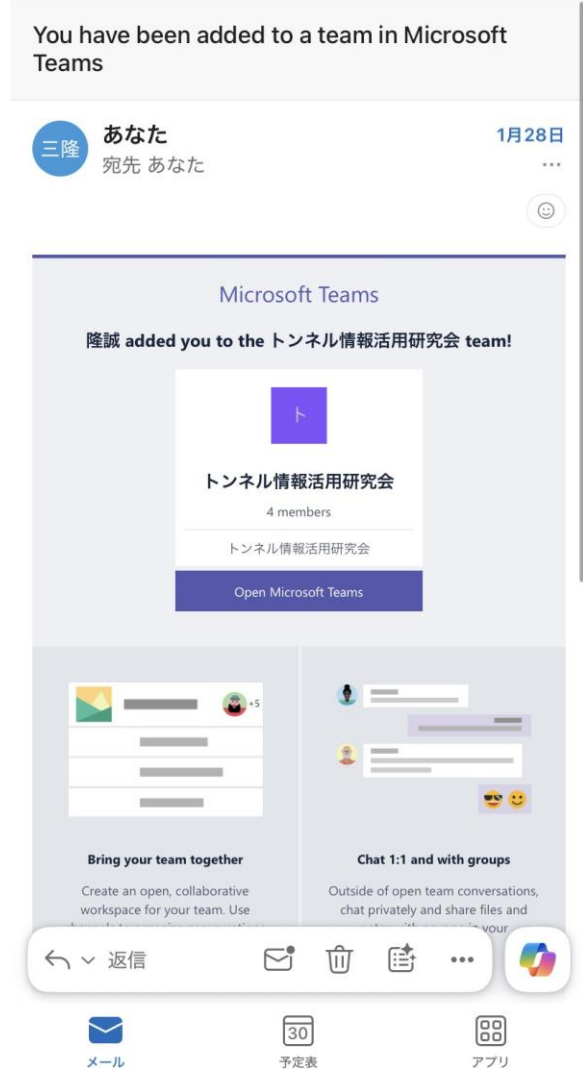 You have been added to a team in Microsoft
Teams
三隆
あなた
1月28日
宛先 あなた
Microsoft Teams
隆誠 added you to the トンネル情報活用研究会 team!
ト
トンネル情報活用研究会
4 members
トンネル情報活用研究会
Open Microsoft Teams
+5
Bring your team together
Create an open, collaborative
workspace for your team. Use
Chat 1:1 and with groups
Outside of open team conversations,
chat privately and share files and
your
返信
30
メール
予定表
アプリ